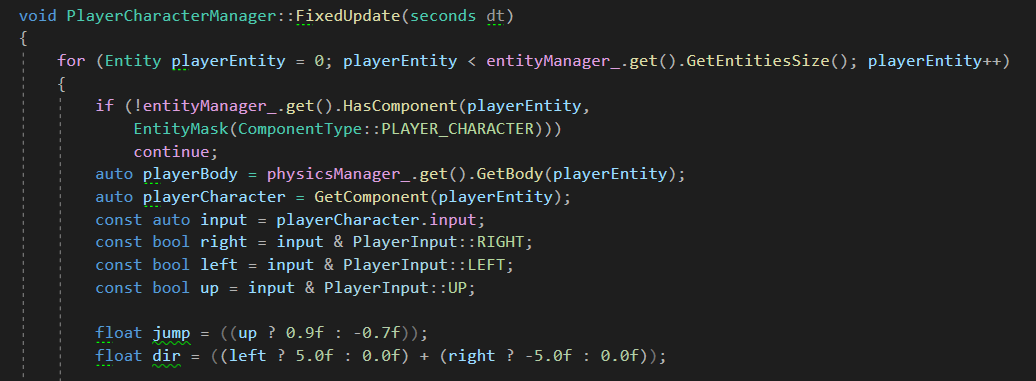 void PlayerCharacterManager::FixedUpdate(seconds dt)
{
for (Entity playerEntity = 0; playerEntity < entityManager_.get().GetEntitiesSize(); playerEntity++)
{
if (!entityManager_.get().HasComponent(playerEntity,
EntityMask(ComponentType::PLAYER_CHARACTER)))
continue;
auto playerBody = physicsManager_.get().GetBody(playerEntity);
auto playerCharacter = GetComponent(playerEntity);
const auto input = playerCharacter.input;
const bool right = input & PlayerInput::RIGHT;
const bool left = input & PlayerInput::LEFT;
const bool up = input & PlayerInput::UP;
float jump = ((up ? 0.9f : -0.7f));
float dir = ((left ? 5.0f : 0.0f) + (right ? -5.0f : 0.0f));